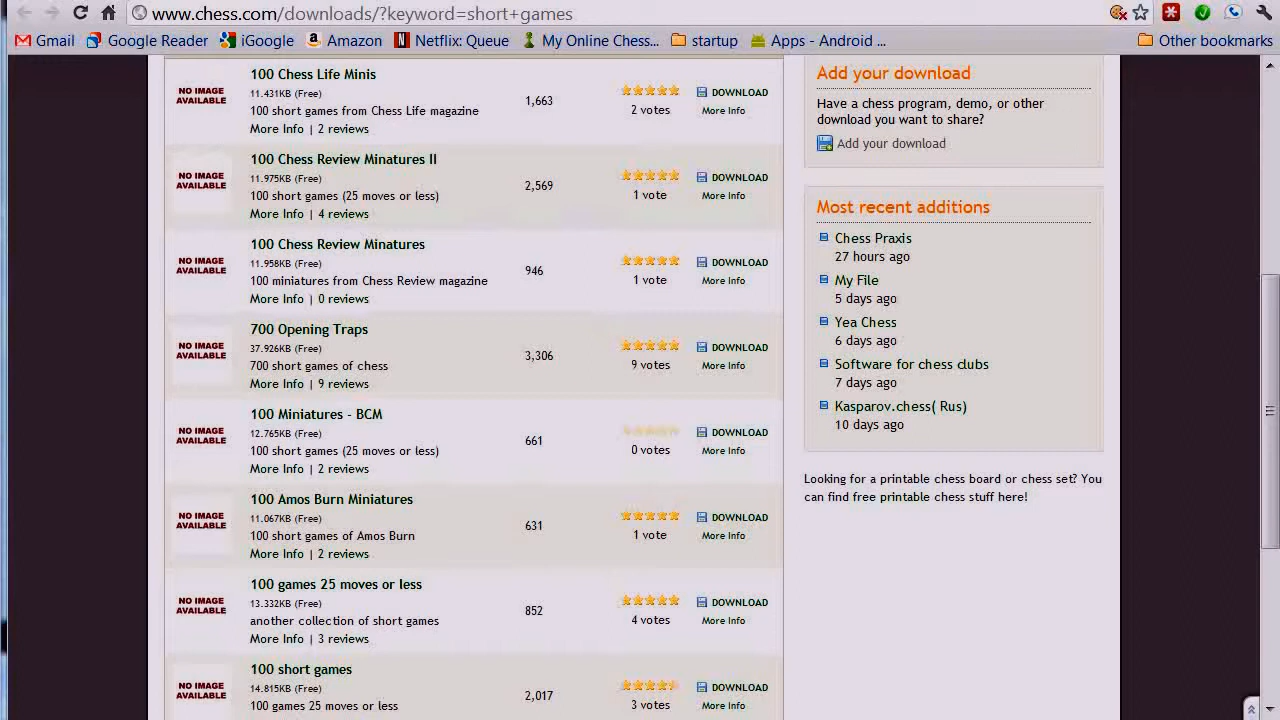 www.chess.com/downloads/?keyword=short+games
Gmail Google Reader iGoogle Amazon Netflix: Queue My Online Chess... startup Apps - Android ... Other bookmarks
NO IMAGE AVAILABLE
100 Chess Life Minis
11.431KB (Free)
100 short games from Chess Life magazine
More Info | 2 reviews
1,663
2 votes
DOWNLOAD
More Info
NO IMAGE AVAILABLE
100 Chess Review Minatures II
11.975KB (Free)
100 short games (25 moves or less)
More Info | 4 reviews
2,569
1 vote
DOWNLOAD
More Info
NO IMAGE AVAILABLE
100 Chess Review Minatures
11.958KB (Free)
100 miniatures from Chess Review magazine
More Info | 0 reviews
946
1 vote
DOWNLOAD
More Info
NO IMAGE AVAILABLE
700 Opening Traps
37.926KB (Free)
700 short games of chess
More Info | 9 reviews
3,306
9 votes
DOWNLOAD
More Info
NO IMAGE AVAILABLE
100 Miniatures - BCM
12.765KB (Free)
100 short games (25 moves or less)
More Info | 2 reviews
661
0 votes
DOWNLOAD
More Info
NO IMAGE AVAILABLE
100 Amos Burn Miniatures
11.067KB (Free)
100 short games of Amos Burn
More Info | 2 reviews
631
1 vote
DOWNLOAD
More Info
NO IMAGE AVAILABLE
100 games 25 moves or less
13.332KB (Free)
another collection of short games
More Info | 3 reviews
852
4 votes
DOWNLOAD
More Info
NO IMAGE AVAILABLE
100 short games
14.815KB (Free)
100 games 25 moves or less
2,017
3 votes
DOWNLOAD
More Info
Add your download
Have a chess program, demo, or other
download you want to share?
Add your download
Most recent additions
Chess Praxis
27 hours ago
My File
5 days ago
Yea Chess
6 days ago
Software for chess clubs
7 days ago
Kasparov.chess( Rus)
10 days ago
Looking for a printable chess board or chess set? You
can find free printable chess stuff here!